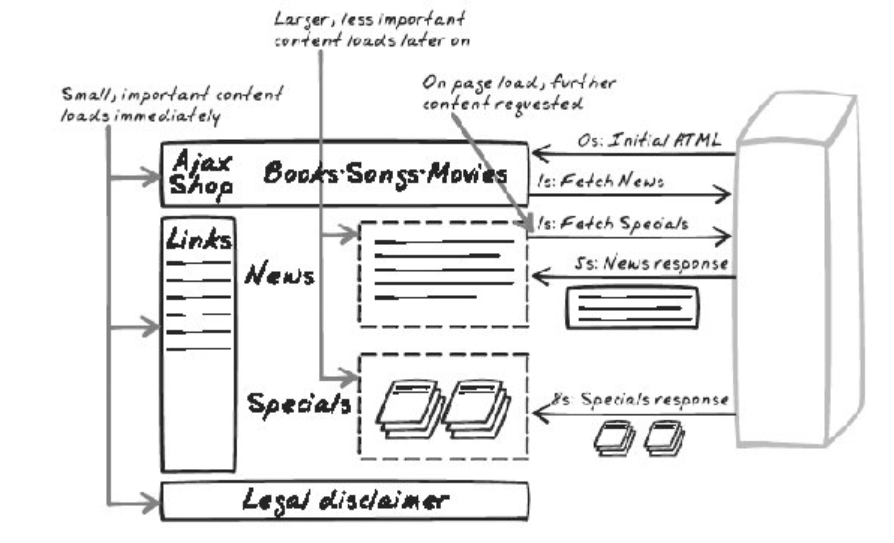 Larger, less important
content loads later on
Small, important content
loads immediately
On page load, further
content requested
Ajax
Shop
Books·Songs·Movies
0s: Initial HTML
1s: Fetch News
1s: Fetch Specials
Links
News
5s: News response
Specials
8s: Specials response
Legal disclaimer